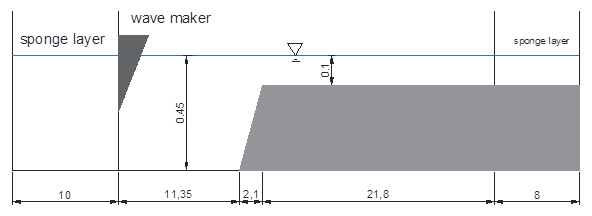 wave maker
sponge layer
sponge layer
0.1
0.45
10
11,35
2,1
21,8
8